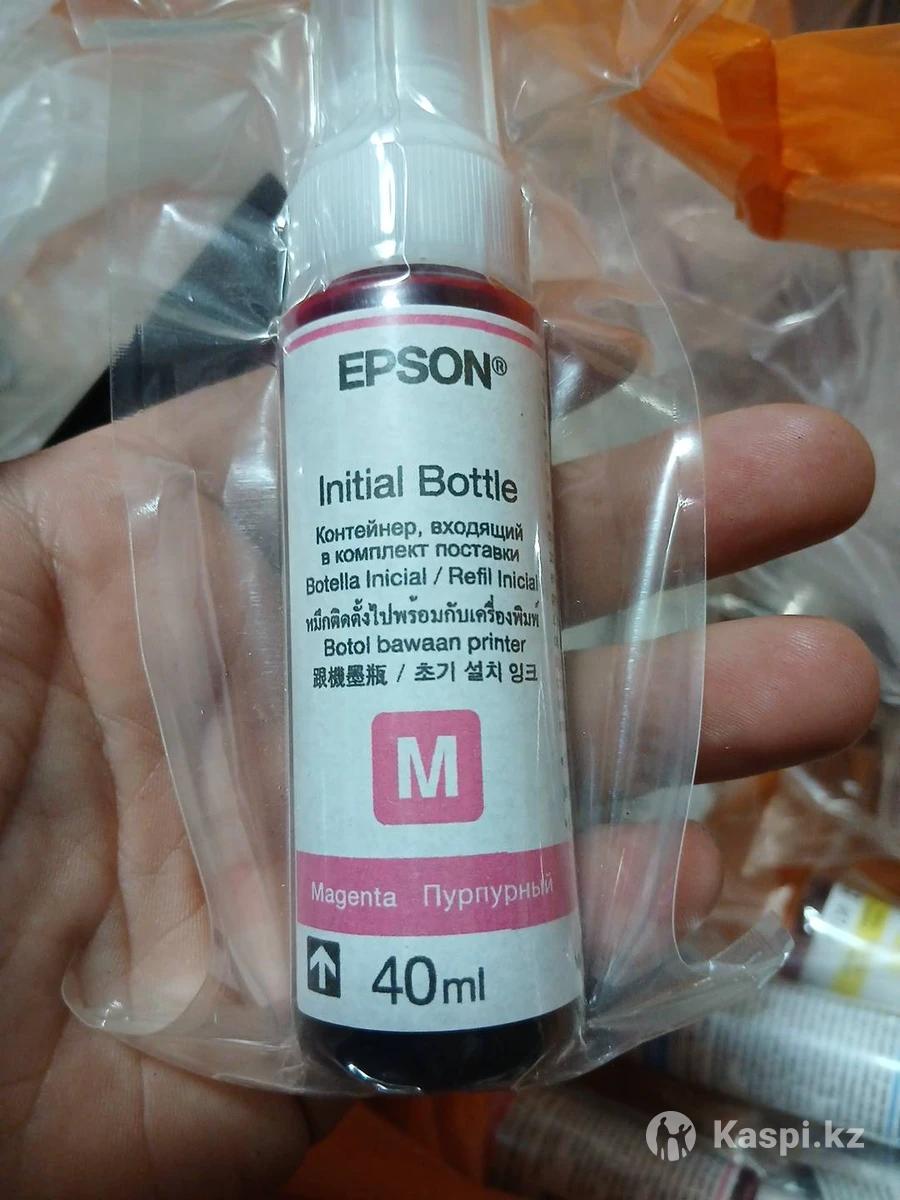 EPSON®
Initial Bottle
Контейнер, входящий
в комплект поставки
Botella Inicial / Refil Inicial
หมึกติดตั้งไปพร้อมกับเครื่องพิมพ์
Botol bawaan printer
跟機墨瓶 / 초기 설치 잉크
M
Magenta Пурпурный
40ml
Kaspi.kz